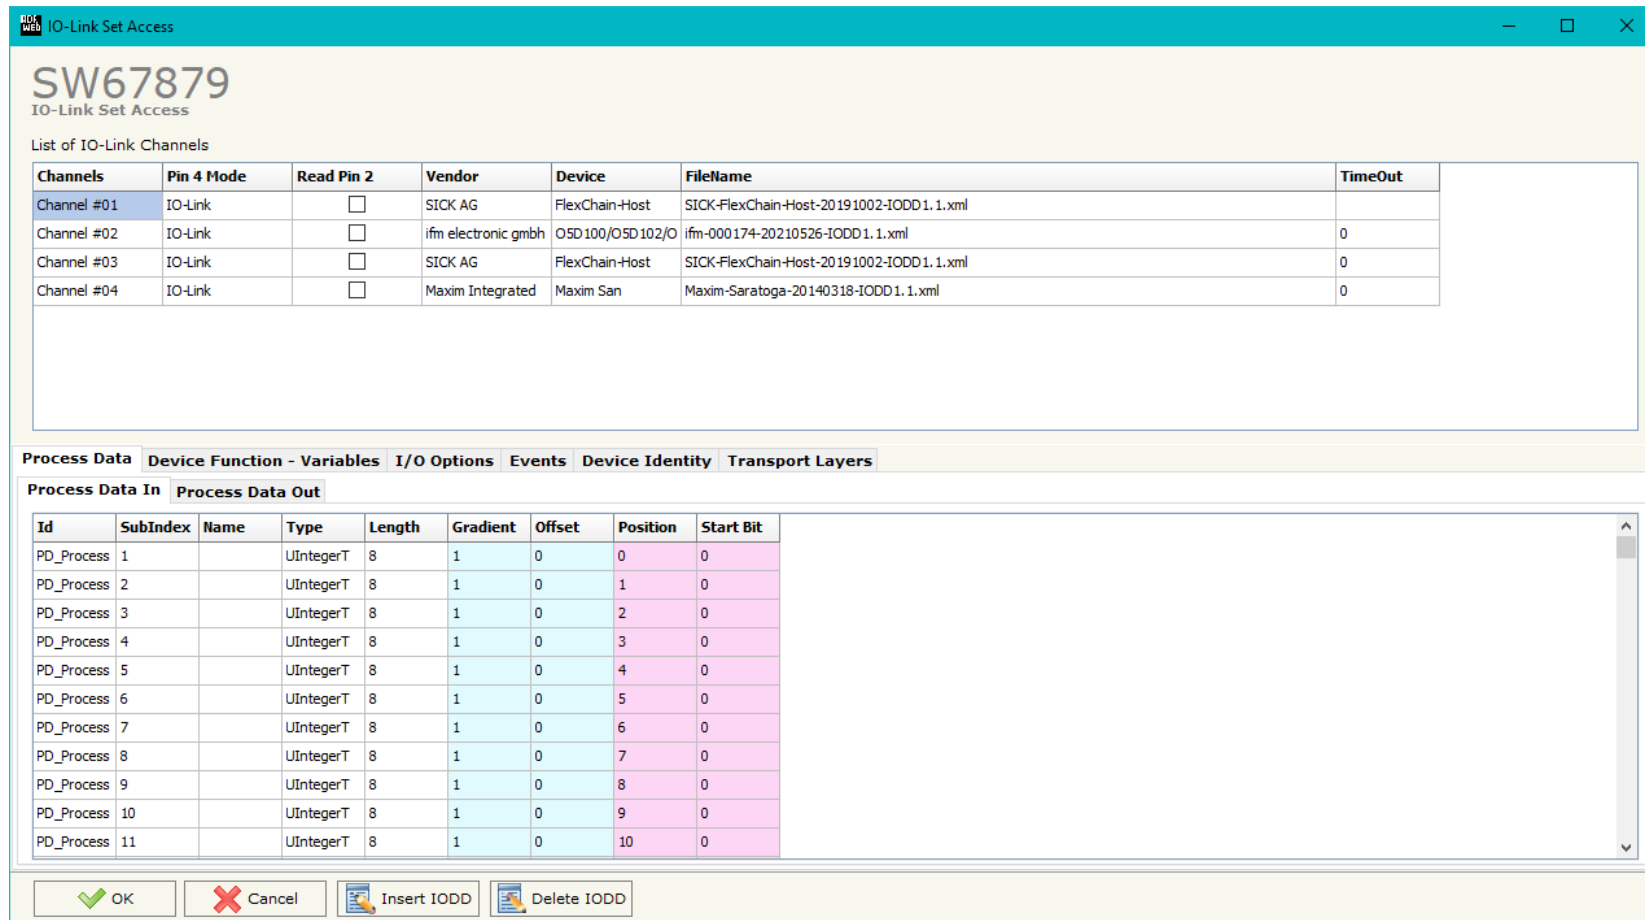 ADF WEB IO-Link Set Access
SW67879
IO-Link Set Access
List of IO-Link Channels
Channels Pin 4 Mode Read Pin 2 Vendor Device FileName TimeOut
Channel #01 IO-Link SICK AG FlexChain-Host SICK-FlexChain-Host-20191002-IODD1.1.xml
Channel #02 IO-Link ifm electronic gmbh O5D100/O5D102/O ifm-000174-20210526-IODD1.1.xml 0
Channel #03 IO-Link SICK AG FlexChain-Host SICK-FlexChain-Host-20191002-IODD1.1.xml 0
Channel #04 IO-Link Maxim Integrated Maxim San Maxim-Saratoga-20140318-IODD1.1.xml 0
Process Data Device Function - Variables I/O Options Events Device Identity Transport Layers
Process Data In Process Data Out
Id SubIndex Name Type Length Gradient Offset Position Start Bit
PD_Process 1 UIntegerT 8 1 0 0 0
PD_Process 2 UIntegerT 8 1 0 1 0
PD_Process 3 UIntegerT 8 1 0 2 0
PD_Process 4 UIntegerT 8 1 0 3 0
PD_Process 5 UIntegerT 8 1 0 4 0
PD_Process 6 UIntegerT 8 1 0 5 0
PD_Process 7 UIntegerT 8 1 0 6 0
PD_Process 8 UIntegerT 8 1 0 7 0
PD_Process 9 UIntegerT 8 1 0 8 0
PD_Process 10 UIntegerT 8 1 0 9 0
PD_Process 11 UIntegerT 8 1 0 10 0
OK Cancel Insert IODD Delete IODD